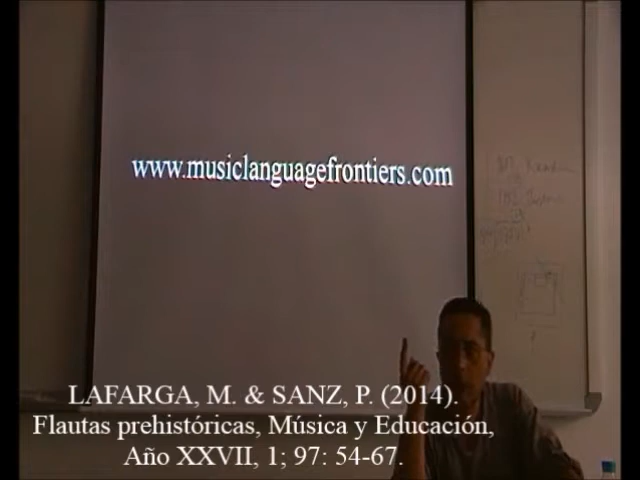 www.musiclanguagefrontiers.com
LAFARGA, M. & SANZ, P. (2014).
Flautas prehistóricas, Música y Educación,
Año XXVII, 1; 97: 54-67.